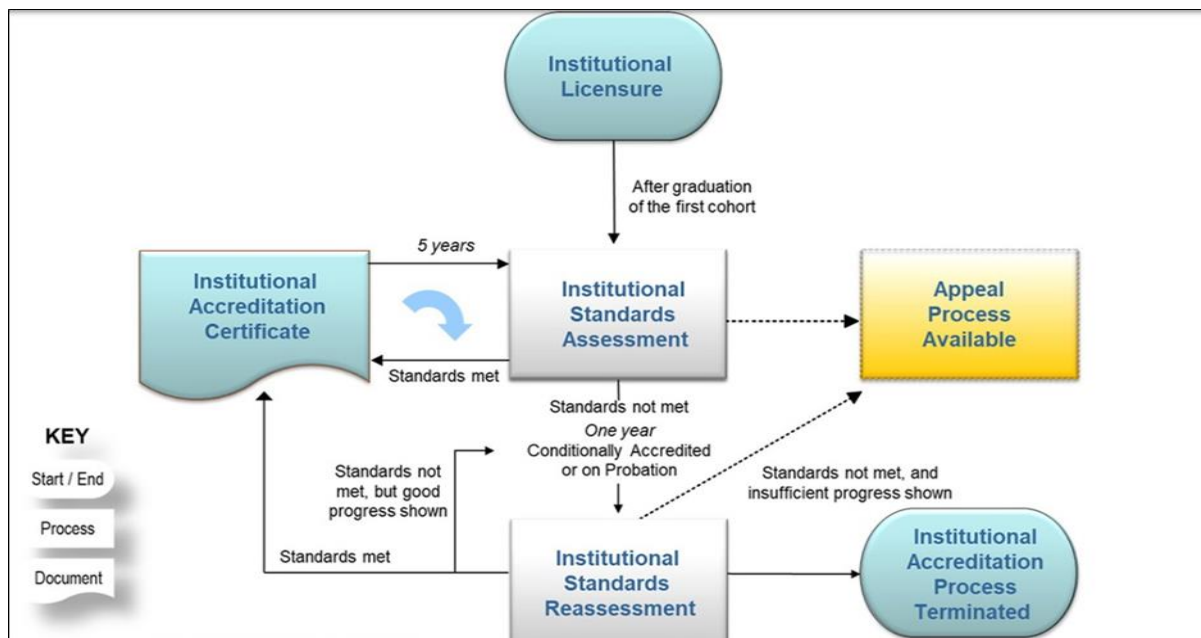 Institutional
Licensure
After graduation
of the first cohort
5 years
Institutional
Accreditation
Certificate
Institutional
Standards
Assessment
Appeal
Process
Available
Standards met
Standards not met
One year
Conditionally Accredited
or on Probation
KEY
Start / End
Process
Document
Standards not
met, but good
progress shown
Standards met
Standards not met, and
insufficient progress shown
Institutional
Standards
Reassessment
Institutional
Accreditation
Process
Terminated